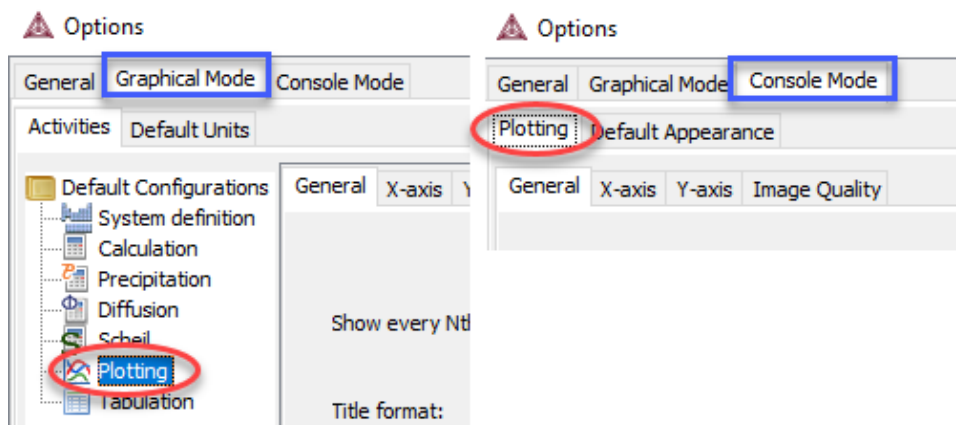 Options
General Graphical Mode Console Mode
Activities Default Units
Default Configurations
System definition
Calculation
Precipitation
Diffusion
Scheil
Plotting
Tabulation
General X-axis Y
Show every Nth
Title format:
Options
General Graphical Mode Console Mode
Plotting Default Appearance
General X-axis Y-axis Image Quality